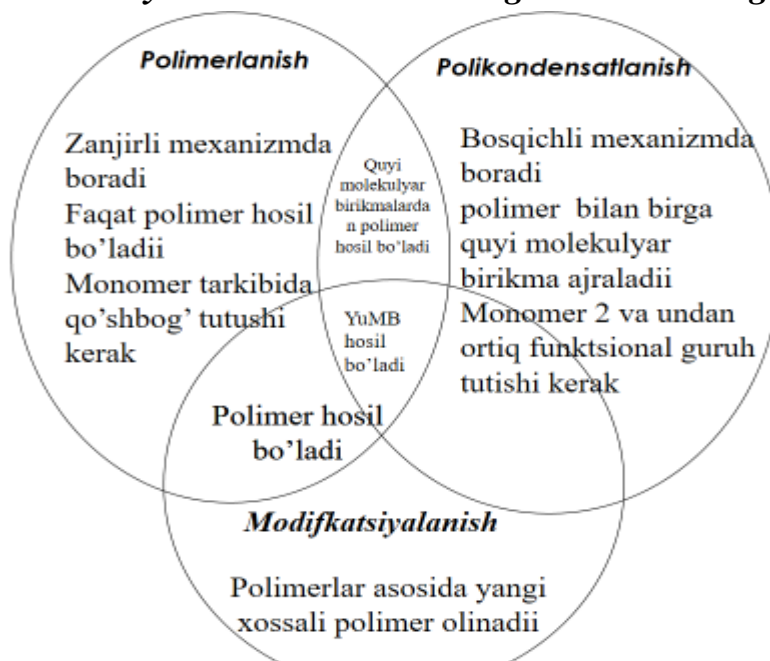 Polimerlanish
Zanjirli mexanizmda
boradi
Faqat polimer hosil
bo’ladii
Monomer tarkibida
qo’shbog’ tutushi
kerak
Quyi
molekulyar
birikmalarda
n polimer
hosil bo’ladi
YuMB
hosil
bo’ladi
Polikondensatlanish
Bosqichli mexanizmda
boradi
polimer bilan birga
quyi molekulyar
birikma ajraladii
Monomer 2 va undan
ortiq funktsional guruh
tutishi kerak
Polimer hosil
bo’ladi
Modifkatsiyalanish
Polimerlar asosida yangi
xossali polimer olinadii